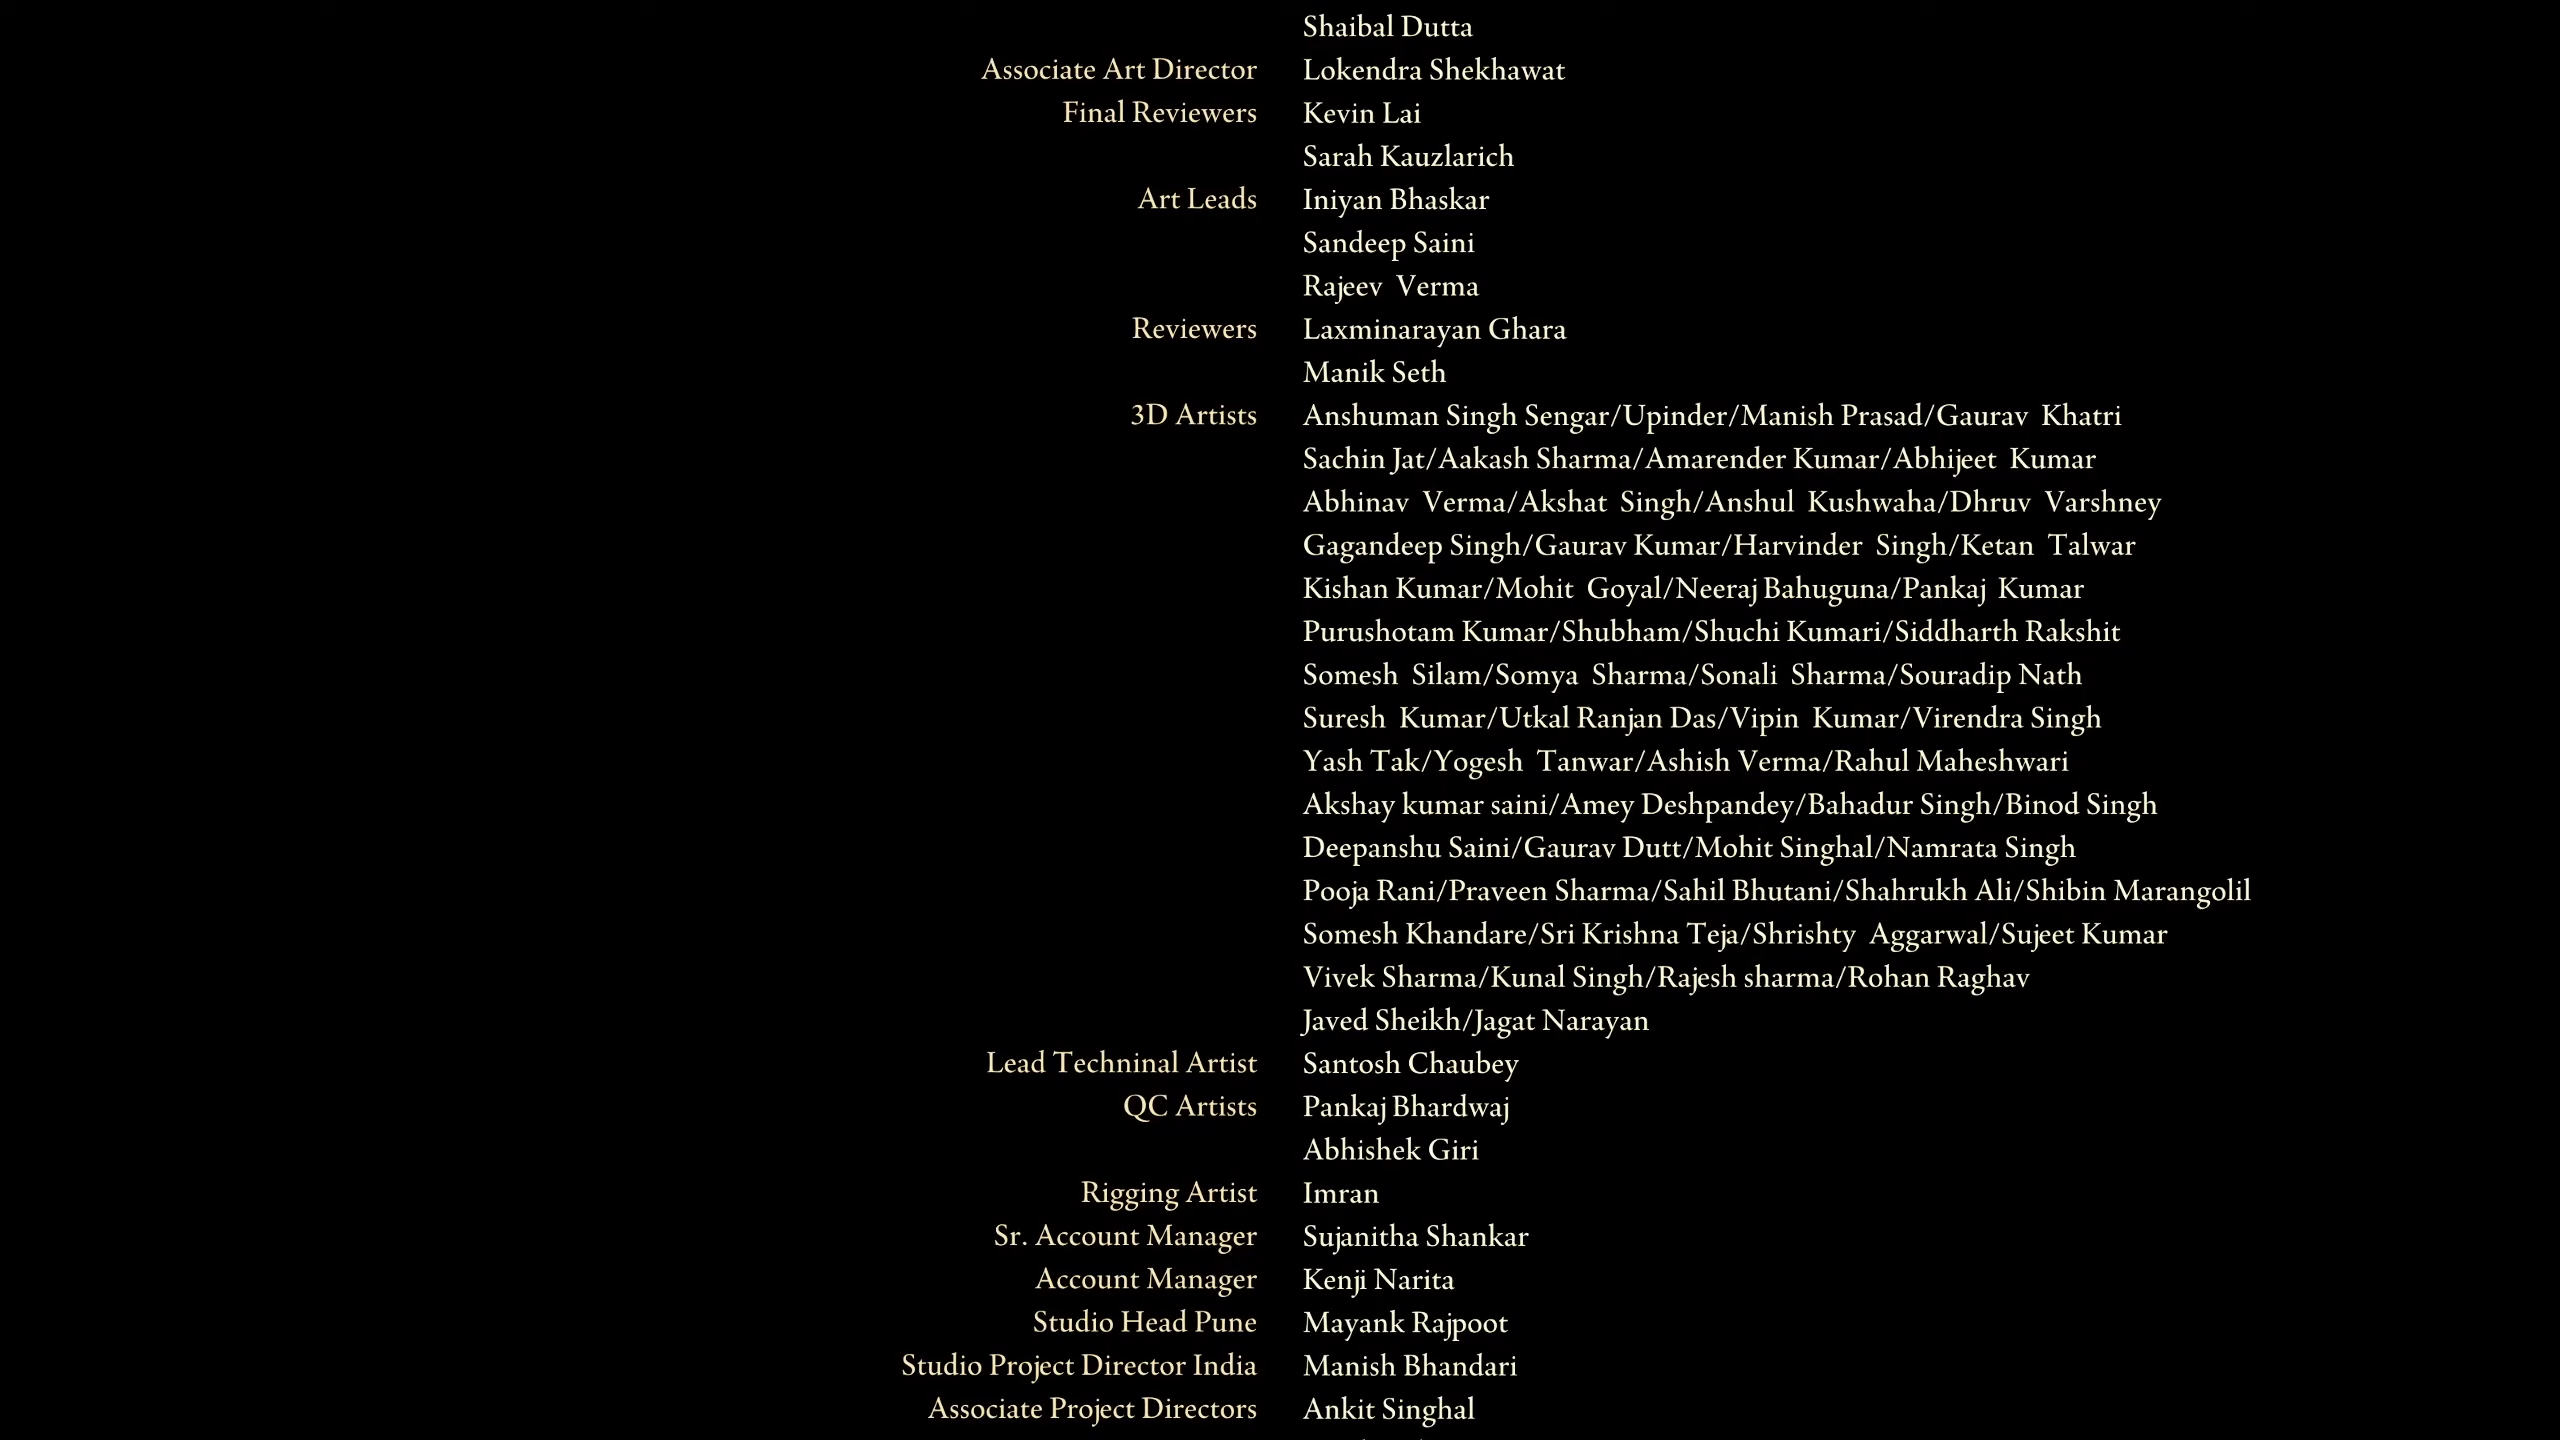 Shaibal Dutta
Associate Art Director Lokendra Shekhawat
Final Reviewers Kevin Lai
Sarah Kauzlarich
Art Leads Iniyan Bhaskar
Sandeep Saini
Rajeev  Verma
Reviewers Laxminarayan Ghara
Manik Seth
3D Artists Anshuman Singh Sengar/Upinder/Manish Prasad/Gaurav  Khatri
Sachin Jat/Aakash Sharma/Amarender Kumar/Abhijeet  Kumar
Abhinav  Verma/Akshat  Singh/Anshul  Kushwaha/Dhruv  Varshney
Gagandeep Singh/Gaurav Kumar/Harvinder  Singh/Ketan  Talwar
Kishan Kumar/Mohit  Goyal/Neeraj Bahuguna/Pankaj  Kumar
Purushotam Kumar/Shubham/Shuchi Kumari/Siddharth Rakshit
Somesh  Silam/Somya  Sharma/Sonali  Sharma/Souradip Nath
Suresh  Kumar/Utkal Ranjan Das/Vipin  Kumar/Virendra Singh
Yash Tak/Yogesh  Tanwar/Ashish Verma/Rahul Maheshwari
Akshay kumar saini/Amey Deshpandey/Bahadur Singh/Binod Singh
Deepanshu Saini/Gaurav Dutt/Mohit Singhal/Namrata Singh
Pooja Rani/Praveen Sharma/Sahil Bhutani/Shahrukh Ali/Shibin Marangolil
Somesh Khandare/Sri Krishna Teja/Shrishty  Aggarwal/Sujeet Kumar
Vivek Sharma/Kunal Singh/Rajesh sharma/Rohan Raghav
Javed Sheikh/Jagat Narayan
Lead Techninal Artist Santosh Chaubey
QC Artists Pankaj Bhardwaj
Abhishek Giri
Rigging Artist Imran
Sr. Account Manager Sujanitha Shankar
Account Manager Kenji Narita
Studio Head Pune Mayank Rajpoot
Studio Project Director India Manish Bhandari
Associate Project Directors Ankit Singhal